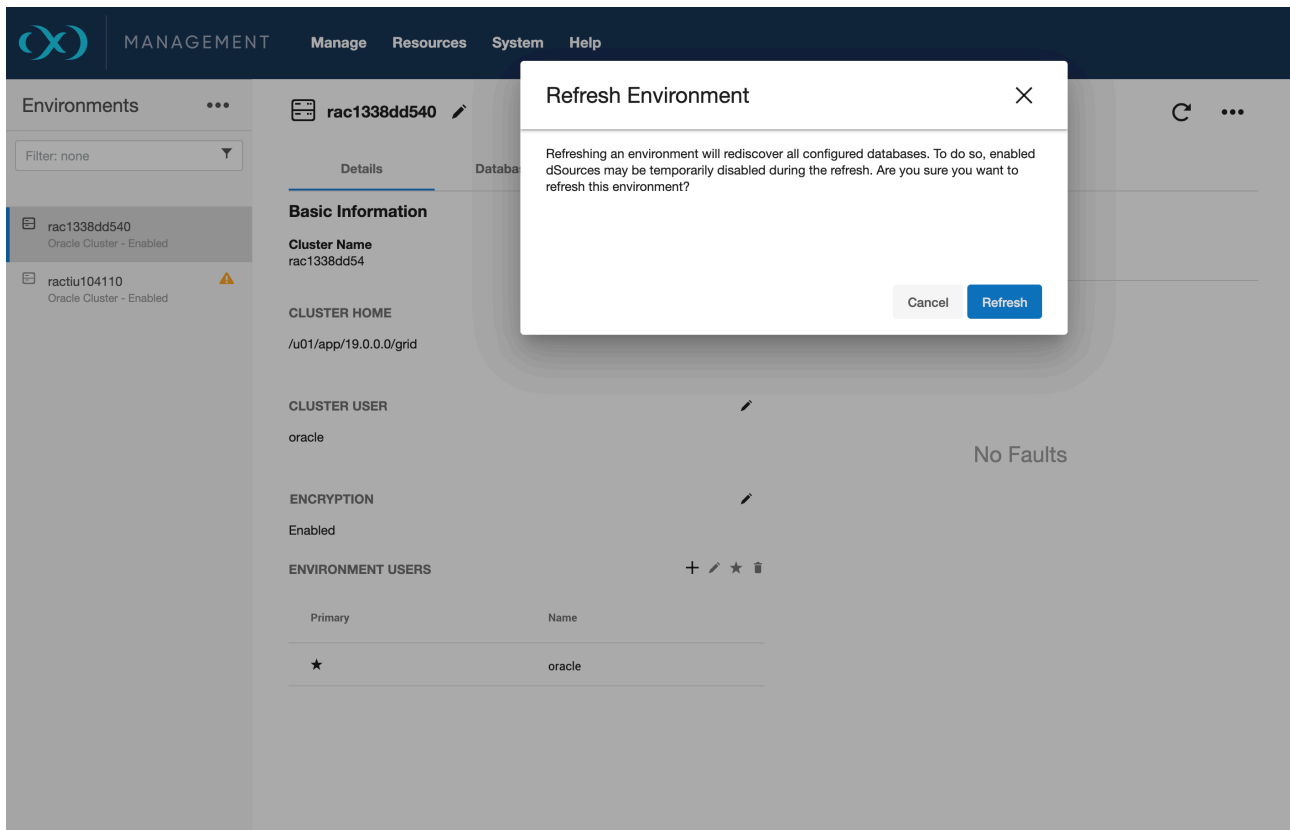 MANAGEMENT
Manage Resources System Help
Environments
Filter: none
rac1338dd540
Oracle Cluster - Enabled
ractiu104110
Oracle Cluster - Enabled
rac1338dd540
Details
Databa
Basic Information
Cluster Name
rac1338dd54
CLUSTER HOME
/u01/app/19.0.0.0/grid
CLUSTER USER
oracle
ENCRYPTION
Enabled
ENVIRONMENT USERS
Primary Name
oracle
No Faults
Refresh Environment
Refreshing an environment will rediscover all configured databases. To do so, enabled
dSources may be temporarily disabled during the refresh. Are you sure you want to
refresh this environment?
Cancel Refresh